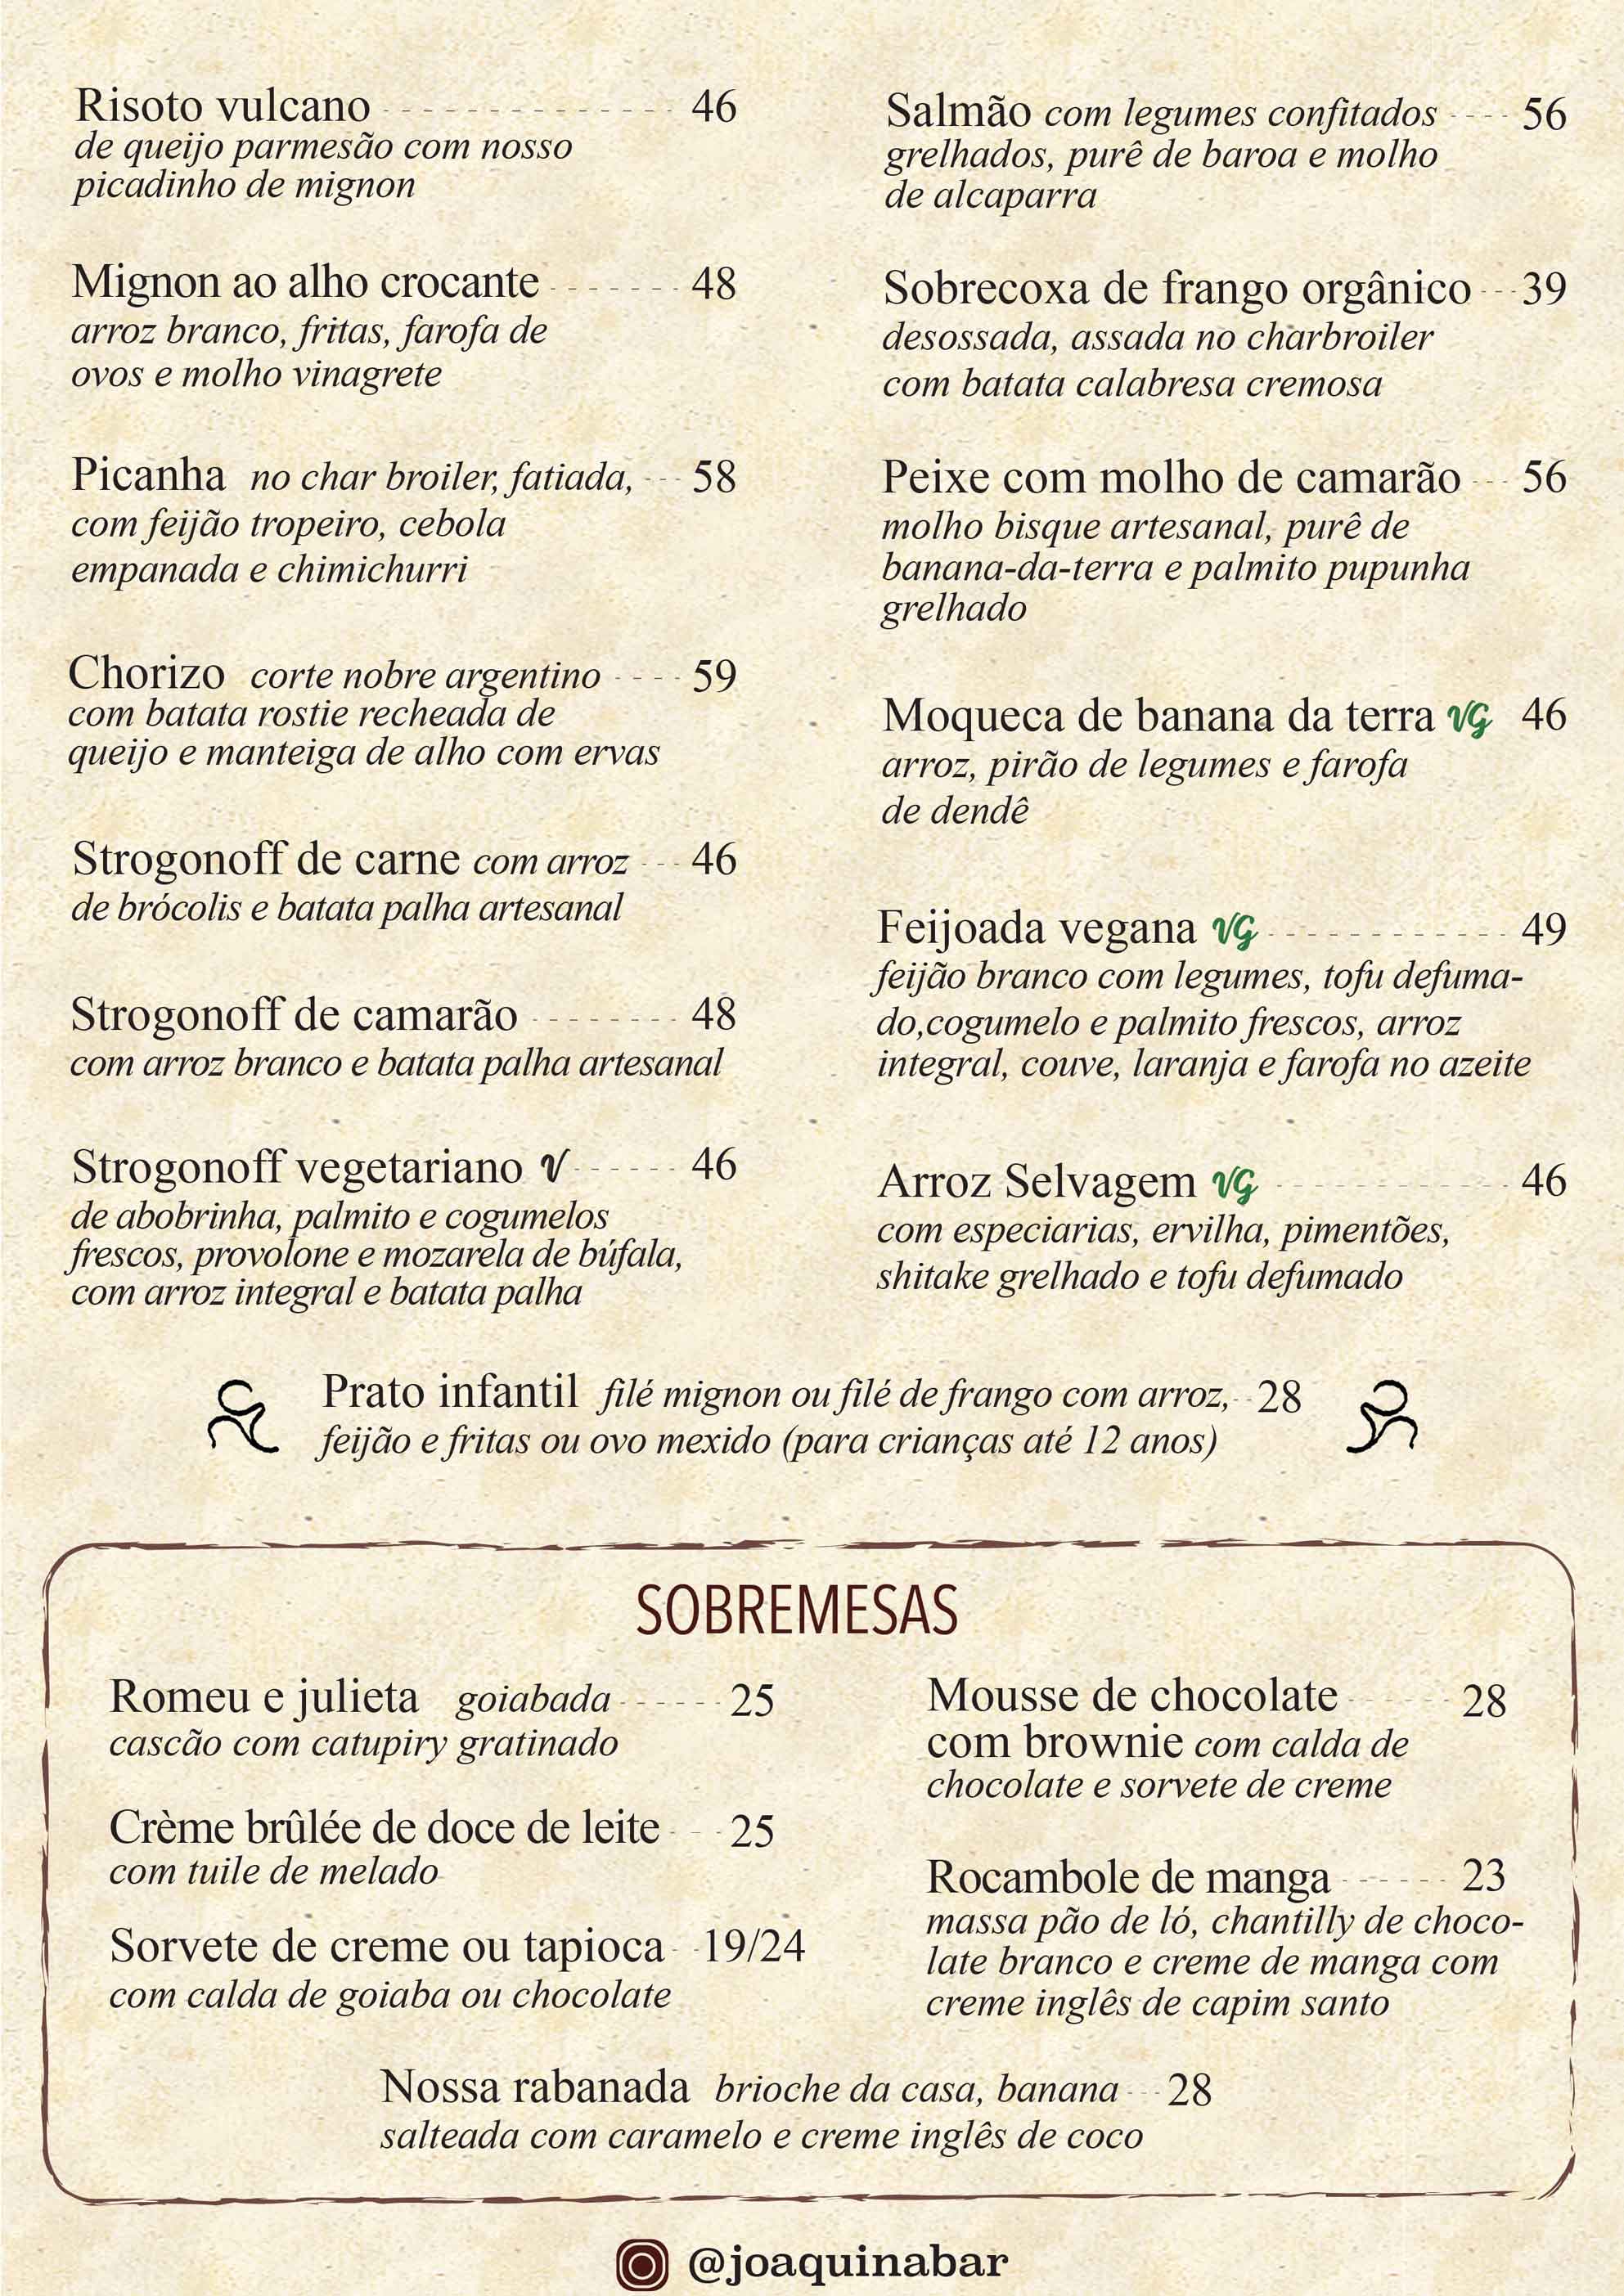 Risoto vulcano 46
de queijo parmesão com nosso
picadinho de mignon
Mignon ao alho crocante 48
arroz branco, fritas, farofa de
ovos e molho vinagrete
Picanha no char broiler, fatiada, 58
com feijão tropeiro, cebola
empanada e chimichurri
Chorizo corte nobre argentino 59
com batata rostie recheada de
queijo e manteiga de alho com ervas
Strogonoff de carne com arroz 46
de brócolis e batata palha artesanal
Strogonoff de camarão 48
com arroz branco e batata palha artesanal
Strogonoff vegetariano V 46
de abobrinha, palmito e cogumelos
frescos, provolone e mozarela de búfala,
com arroz integral e batata palha
Salmão com legumes confitados 56
grelhados, purê de baroa e molho
de alcaparra
Sobrecoxa de frango orgânico 39
desossada, assada no charbroiler
com batata calabresa cremosa
Peixe com molho de camarão 56
molho bisque artesanal, purê de
banana-da-terra e palmito pupunha
grelhado
Moqueca de banana da terra VG 46
arroz, pirão de legumes e farofa
de dendê
Feijoada vegana VG 49
feijão branco com legumes, tofu defuma-
do,cogumelo e palmito frescos, arroz
integral, couve, laranja e farofa no azeite
Arroz Selvagem VG 46
com especiarias, ervilha, pimentões,
shitake grelhado e tofu defumado
Prato infantil filé mignon ou filé de frango com arroz, 28
feijão e fritas ou ovo mexido (para crianças até 12 anos)
SOBREMESAS
Romeu e julieta goiabada 25
cascão com catupiry gratinado
Crème brûlée de doce de leite 25
com tuile de melado
Sorvete de creme ou tapioca 19/24
com calda de goiaba ou chocolate
Mousse de chocolate 28
com brownie com calda de
chocolate e sorvete de creme
Rocambole de manga 23
massa pão de ló, chantilly de choco-
late branco e creme de manga com
creme inglês de capim santo
Nossa rabanada brioche da casa, banana 28
salteada com caramelo e creme inglês de coco
@joaquinabar